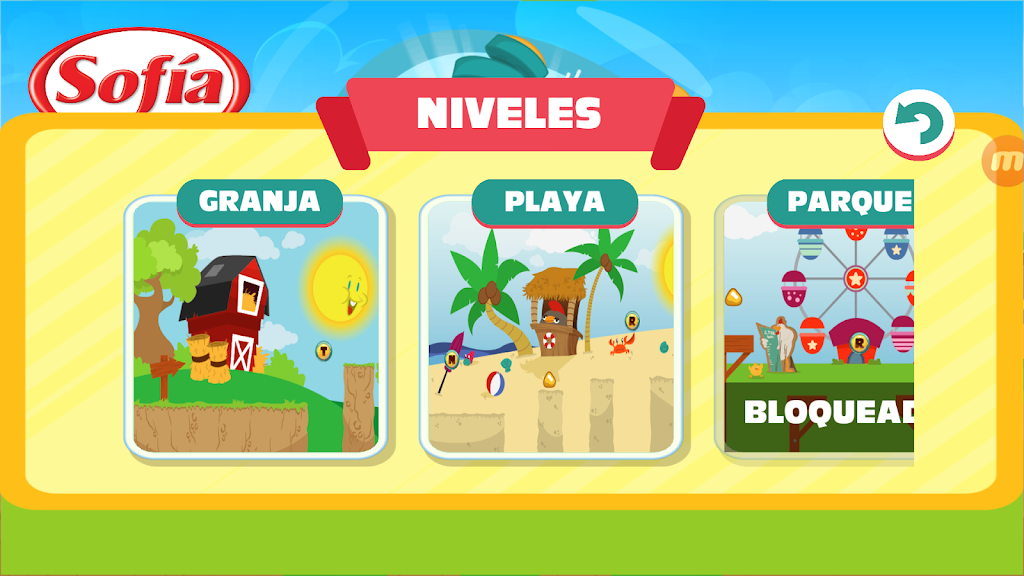 Sofía
NIVELES
m
GRANJA
PLAYA
PARQUE
T
N
R
R
BLOQUEAD